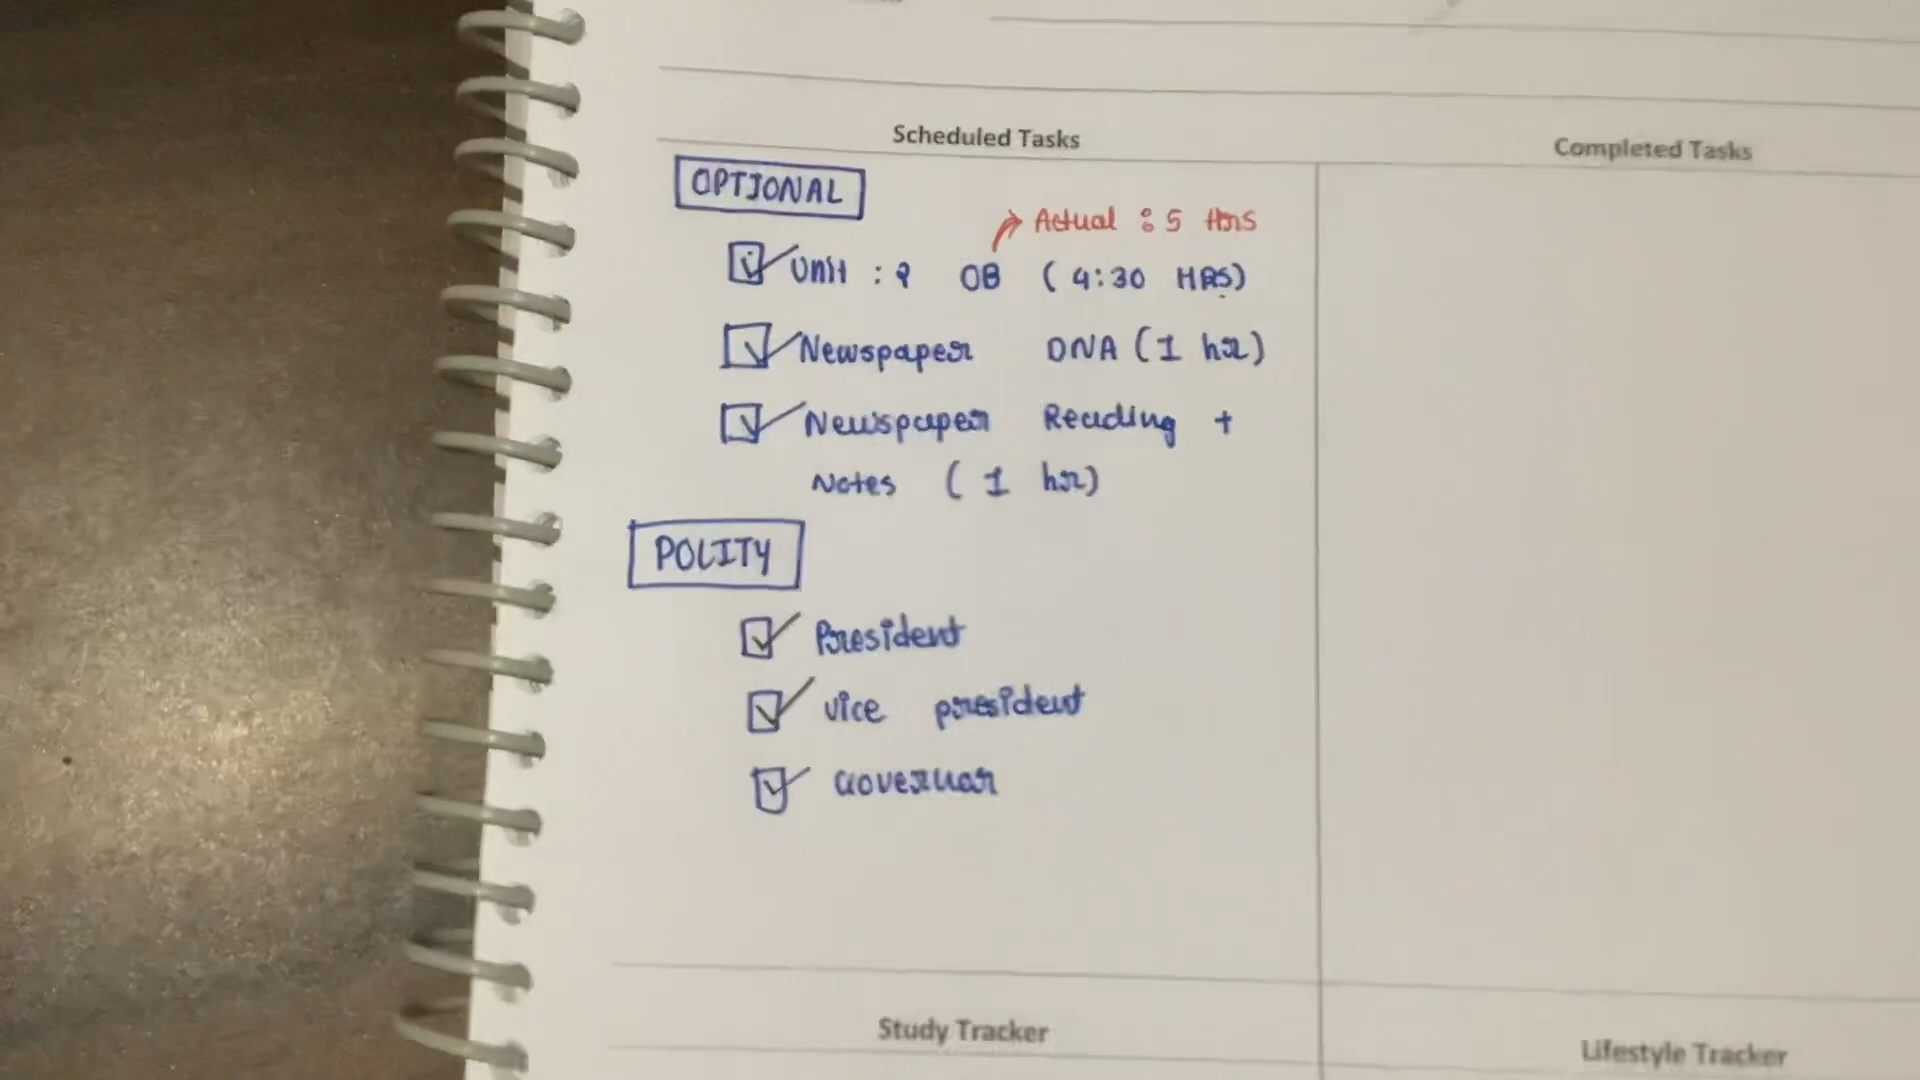 Scheduled Tasks
Completed Tasks
OPTIONAL
Actual : 5 Hrs
Unit : 9 OB (4:30 HRS)
Newspaper DNA (1 hr)
Newspaper Reading +
Notes (1 hr)
POLITY
President
vice president
Governor
Study Tracker
Lifestyle Tracker